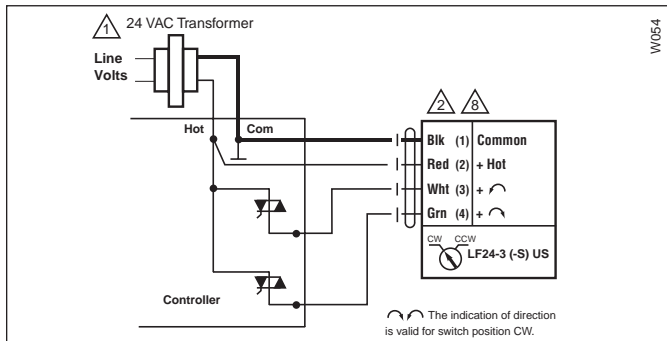 1 24 VAC Transformer
W054
Line
Volts
Hot
Com
2 8
Blk (1) Common
Red (2) + Hot
Wht (3) +
Grn (4) +
CW CCW
LF24-3 (-S) US
Controller
The indication of direction
is valid for switch position CW.